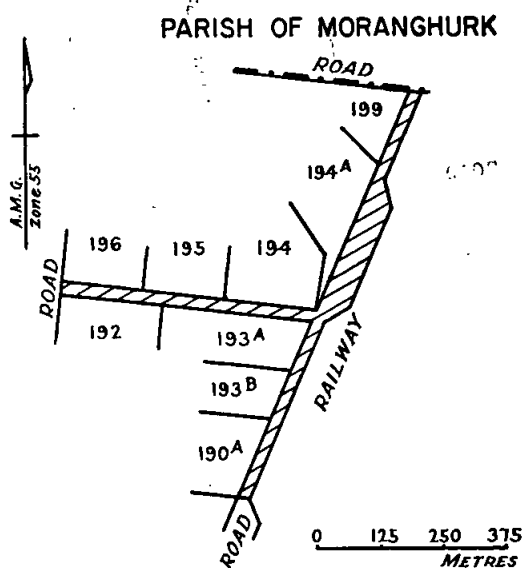 PARISH OF MORANGHURK
ROAD
199
A.M.G.
zone 55
194A
196
195
194
ROAD
192
193A
193B
RAILWAY
190A
ROAD
0 125 250 375
METRES